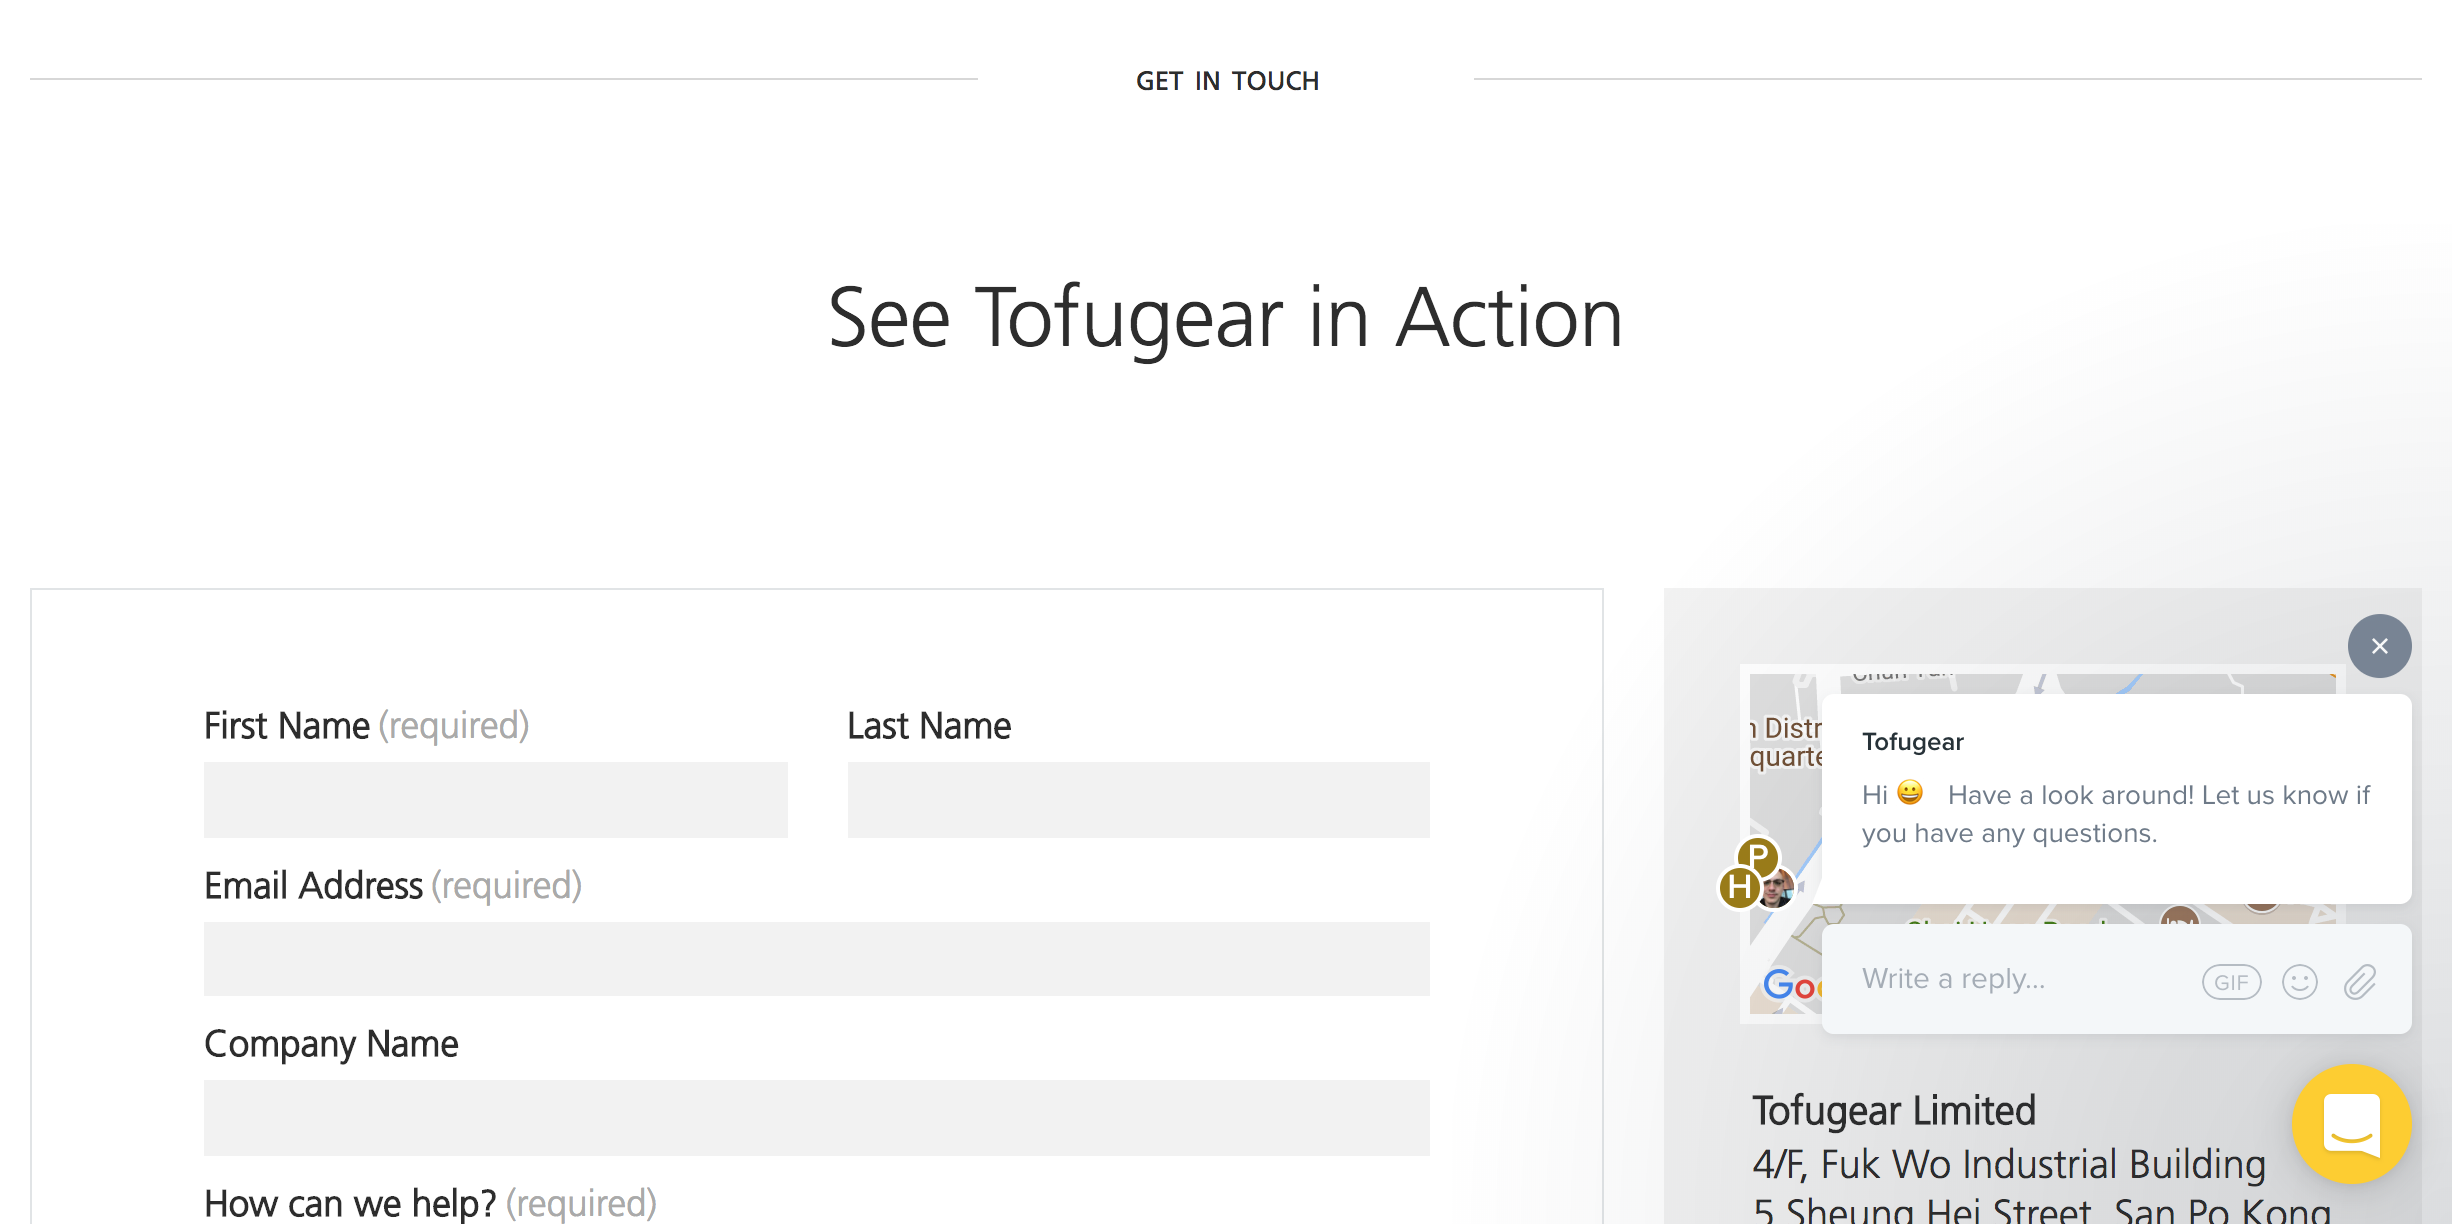 GET IN TOUCH
See Tofugear in Action
First Name (required)
Last Name
Email Address (required)
Company Name
How can we help? (required)
Distr
quarte
P
H
Tofugear
Hi 😀 Have a look around! Let us know if
you have any questions.
Write a reply...
GIF
Goo
Tofugear Limited
4/F, Fuk Wo Industrial Building
5 Sheung Hei Street, San Po Kong